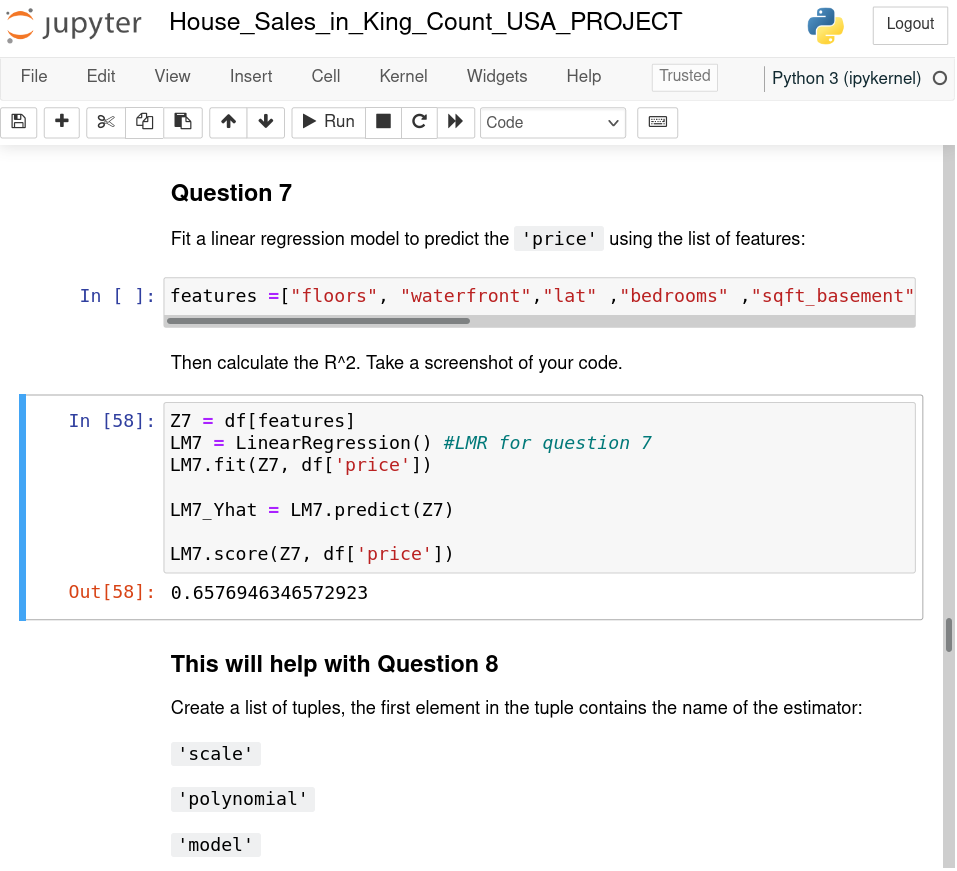 jupyter House_Sales_in_King_Count_USA_PROJECT Logout
File Edit View Insert Cell Kernel Widgets Help Trusted Python 3 (ipykernel)
Run Code
Question 7
Fit a linear regression model to predict the 'price' using the list of features:
In [ ]: features =["floors", "waterfront","lat" ,"bedrooms" ,"sqft_basement"
Then calculate the R^2. Take a screenshot of your code.
In [58]: Z7 = df[features]
LM7 = LinearRegression() #LMR for question 7
LM7.fit(Z7, df['price'])
LM7_Yhat = LM7.predict(Z7)
LM7.score(Z7, df['price'])
Out[58]: 0.6576946346572923
This will help with Question 8
Create a list of tuples, the first element in the tuple contains the name of the estimator:
'scale'
'polynomial'
'model'